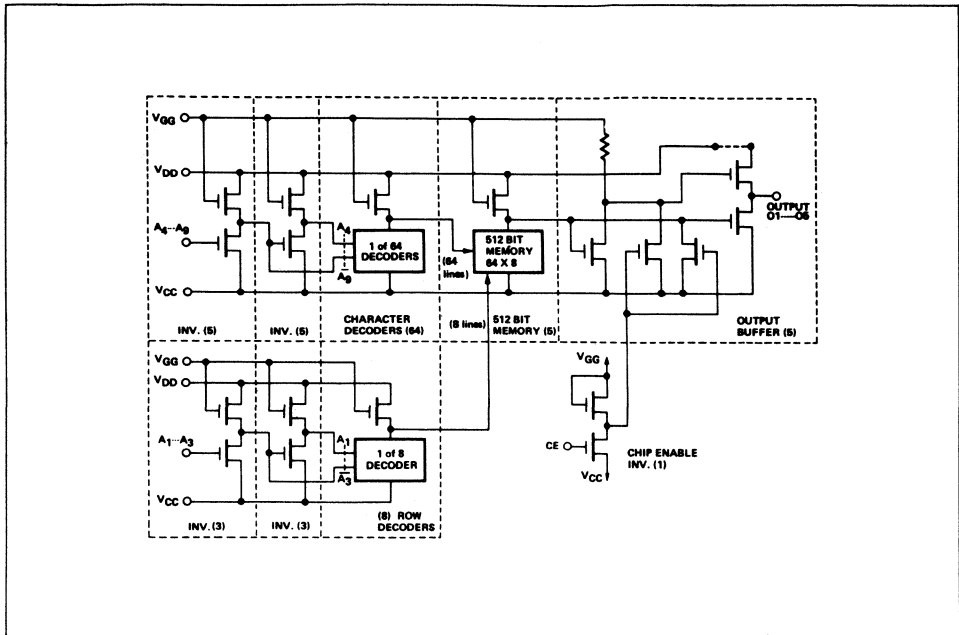 VGG
VDD
A4...A9
VCC
INV. (5)
INV. (5)
A4
A9
1 of 64
DECODERS
CHARACTER
DECODERS (64)
(64
lines)
512 BIT
MEMORY
64 X 8
(8 lines)
512 BIT
MEMORY (5)
OUTPUT
O1----O5
OUTPUT
BUFFER (5)
VGG
VDD
A1...A3
VCC
INV. (3)
INV. (3)
A1
A3
1 of 8
DECODER
(8) ROW
DECODERS
VGG
CE
VCC
CHIP ENABLE
INV. (1)